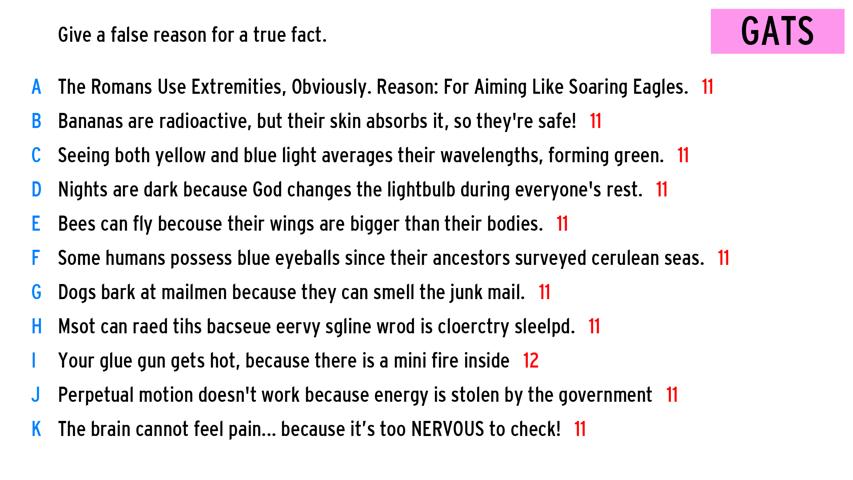 Give a false reason for a true fact.
GATS
A The Romans Use Extremities, Obviously. Reason: For Aiming Like Soaring Eagles. 11
B Bananas are radioactive, but their skin absorbs it, so they're safe! 11
C Seeing both yellow and blue light averages their wavelengths, forming green. 11
D Nights are dark because God changes the lightbulb during everyone's rest. 11
E Bees can fly becouse their wings are bigger than their bodies. 11
F Some humans possess blue eyeballs since their ancestors surveyed cerulean seas. 11
G Dogs bark at mailmen because they can smell the junk mail. 11
H Msot can raed tihs bacseue eervy sgline wrod is cloerctry sleelpd. 11
I Your glue gun gets hot, because there is a mini fire inside 12
J Perpetual motion doesn't work because energy is stolen by the government 11
K The brain cannot feel pain... because it's too NERVOUS to check! 11